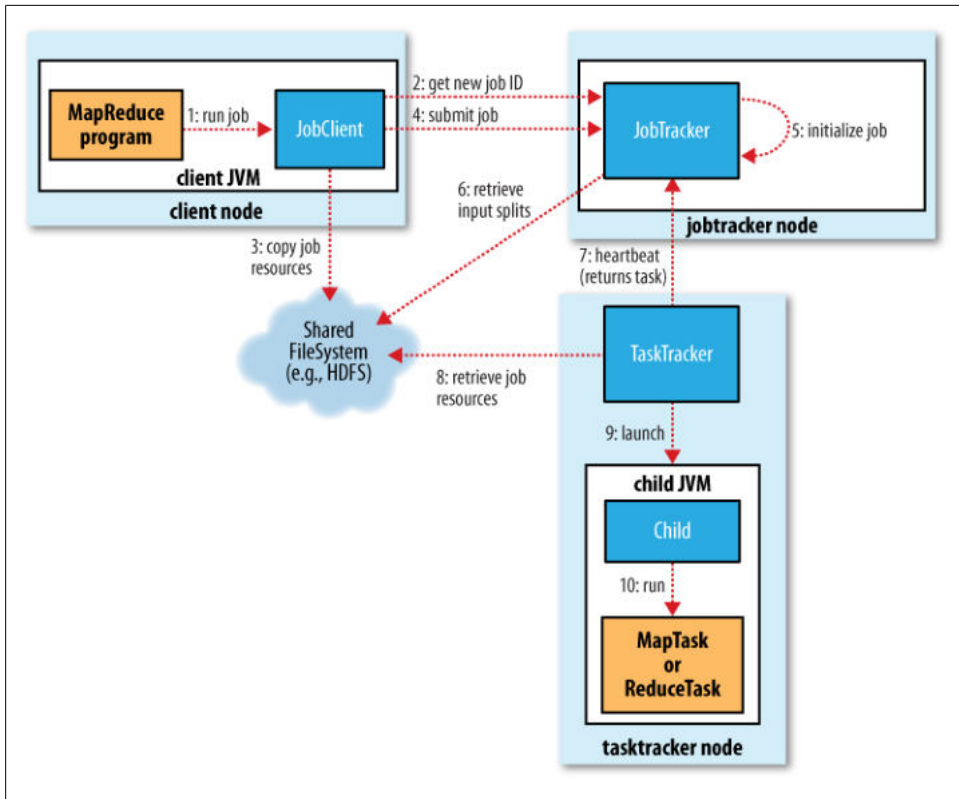 MapReduce
program
1: run job
JobClient
client JVM
client node
2: get new job ID
4: submit job
JobTracker
5: initialize job
jobtracker node
3: copy job
resources
6: retrieve
input splits
7: heartbeat
(returns task)
Shared
FileSystem
(e.g., HDFS)
8: retrieve job
resources
TaskTracker
9: launch
child JVM
Child
10: run
MapTask
or
ReduceTask
tasktracker node